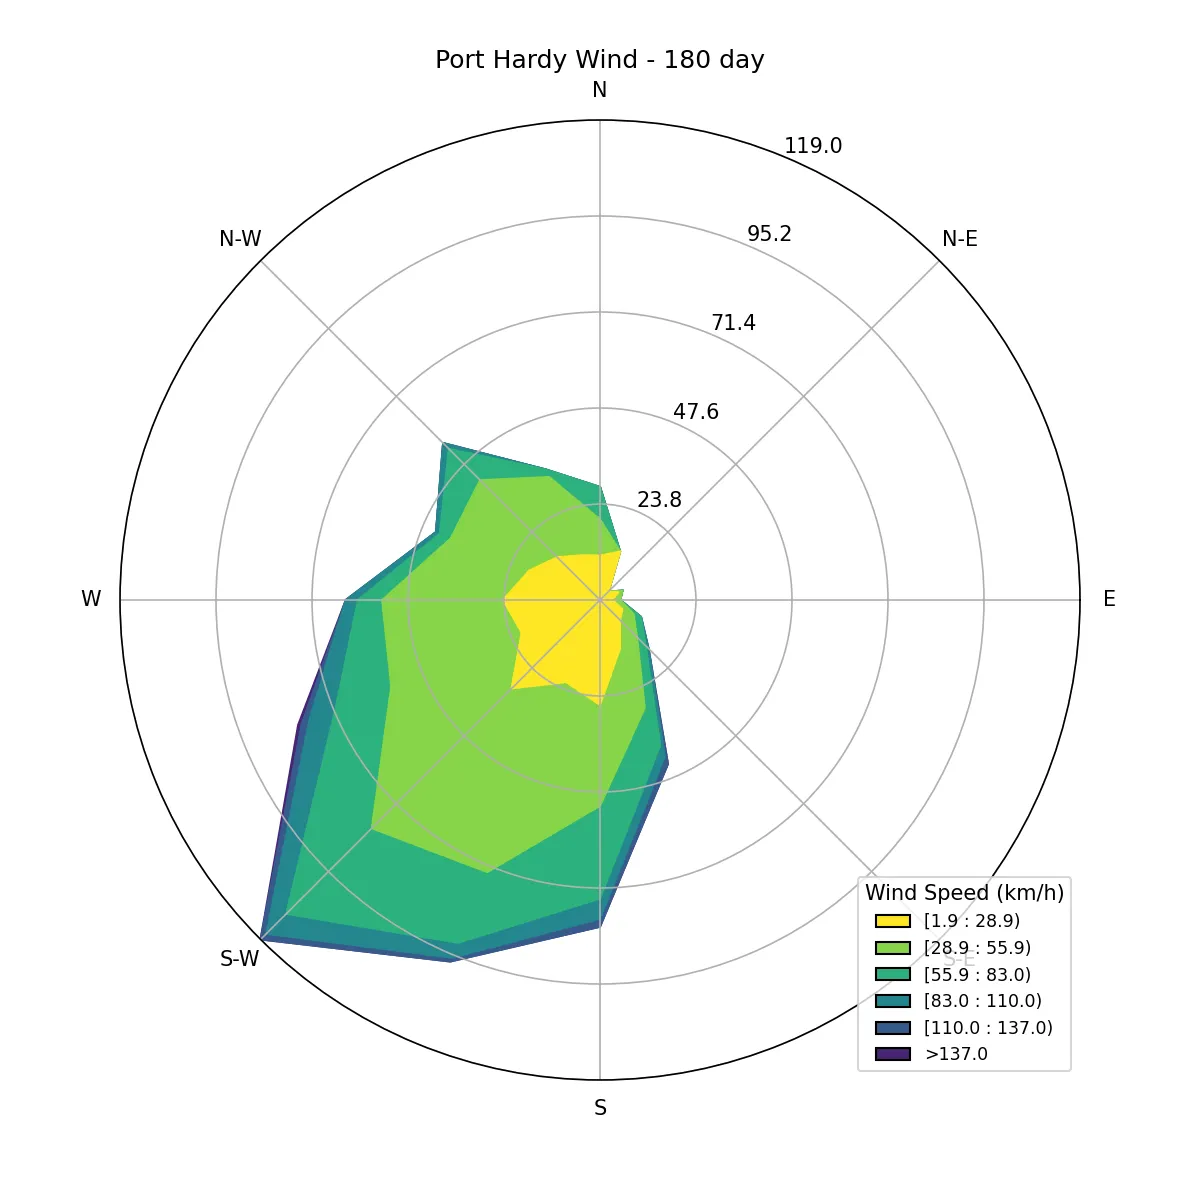 Port Hardy Wind - 180 day
N
119.0
95.2
N-W
N-E
71.4
47.6
23.8
W
E
Wind Speed (km/h)
[1.9 : 28.9)
[28.9 : 55.9)
S-W
S-E
[55.9 : 83.0)
[83.0 : 110.0)
[110.0 : 137.0)
>137.0
S